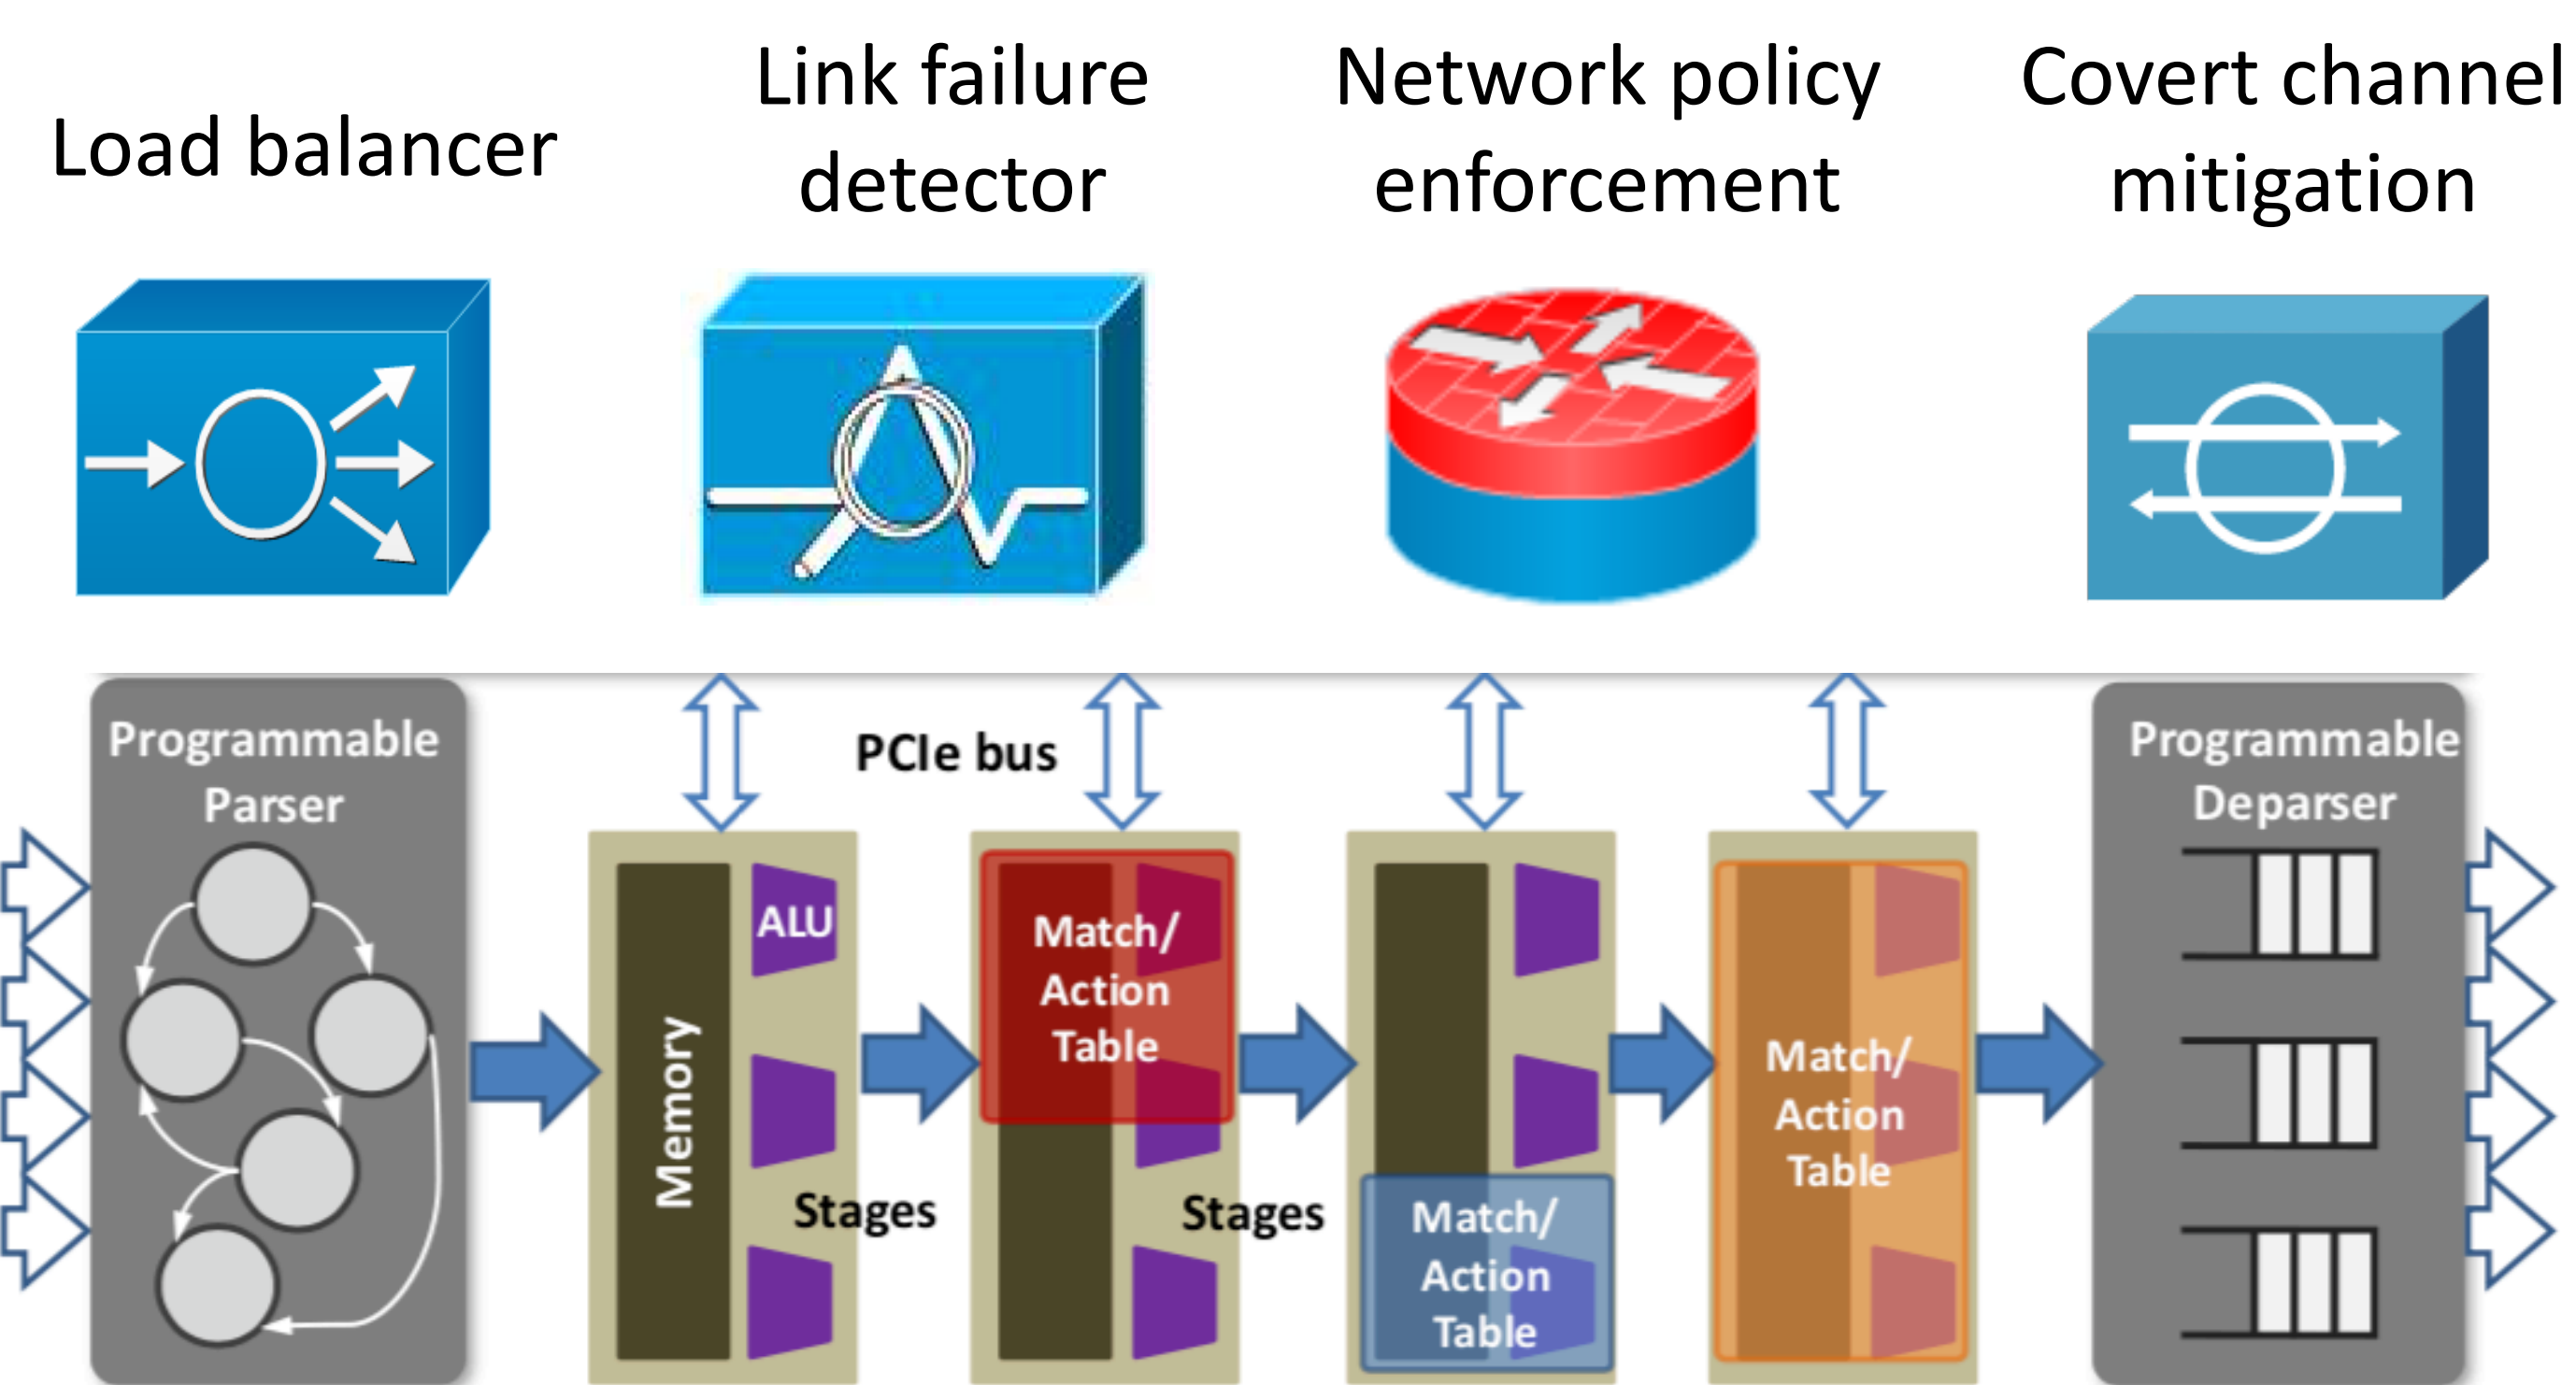 Load balancer
Link failure
detector
Network policy
enforcement
Covert channel
mitigation
Programmable
Parser
PCIe bus
Programmable
Deparser
Memory
ALU
Stages
Match/
Action
Table
Stages
Match/
Action
Table
Match/
Action
Table